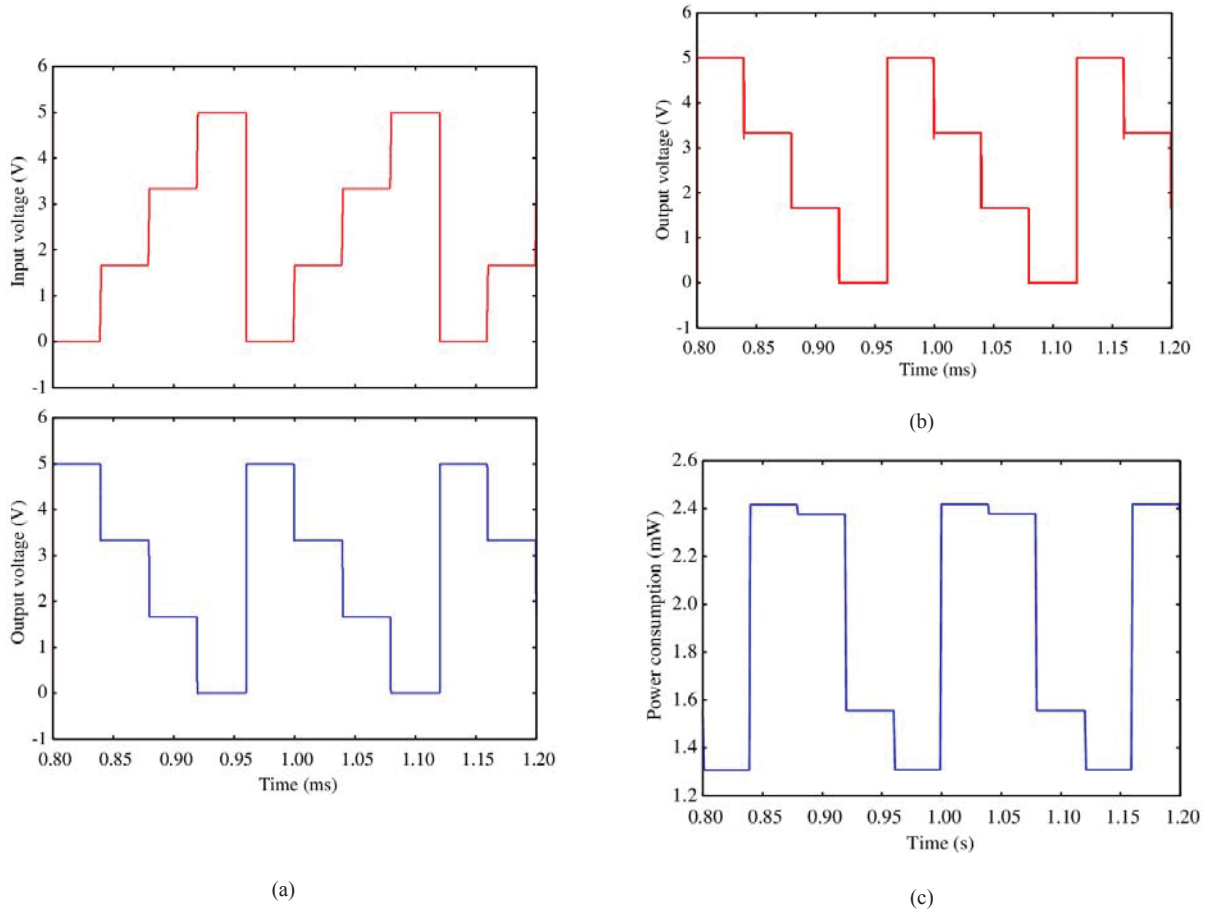 6
5
4
3
2
1
0
-1
Input voltage (V)
6
5
4
3
2
1
0
-1
Output voltage (V)
0.80 0.85 0.90 0.95 1.00 1.05 1.10 1.15 1.20
Time (ms)
(a)
6
5
4
3
2
1
0
-1
Output voltage (V)
0.80 0.85 0.90 0.95 1.00 1.05 1.10 1.15 1.20
Time (ms)
(b)
2.6
2.4
2.2
2.0
1.8
1.6
1.4
1.2
Power consumption (mW)
0.80 0.85 0.90 0.95 1.00 1.05 1.10 1.15 1.20
Time (s)
(c)